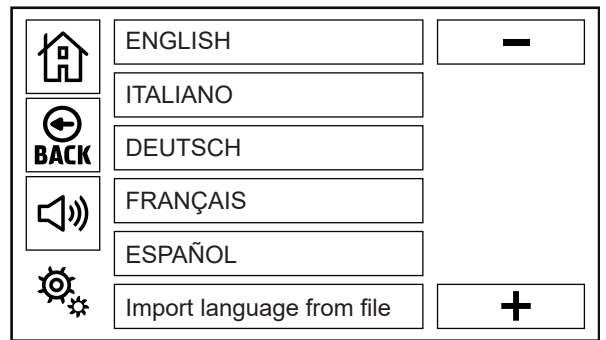 ENGLISH
−
ITALIANO
BACK
DEUTSCH
FRANÇAIS
ESPAÑOL
Import language from file
+